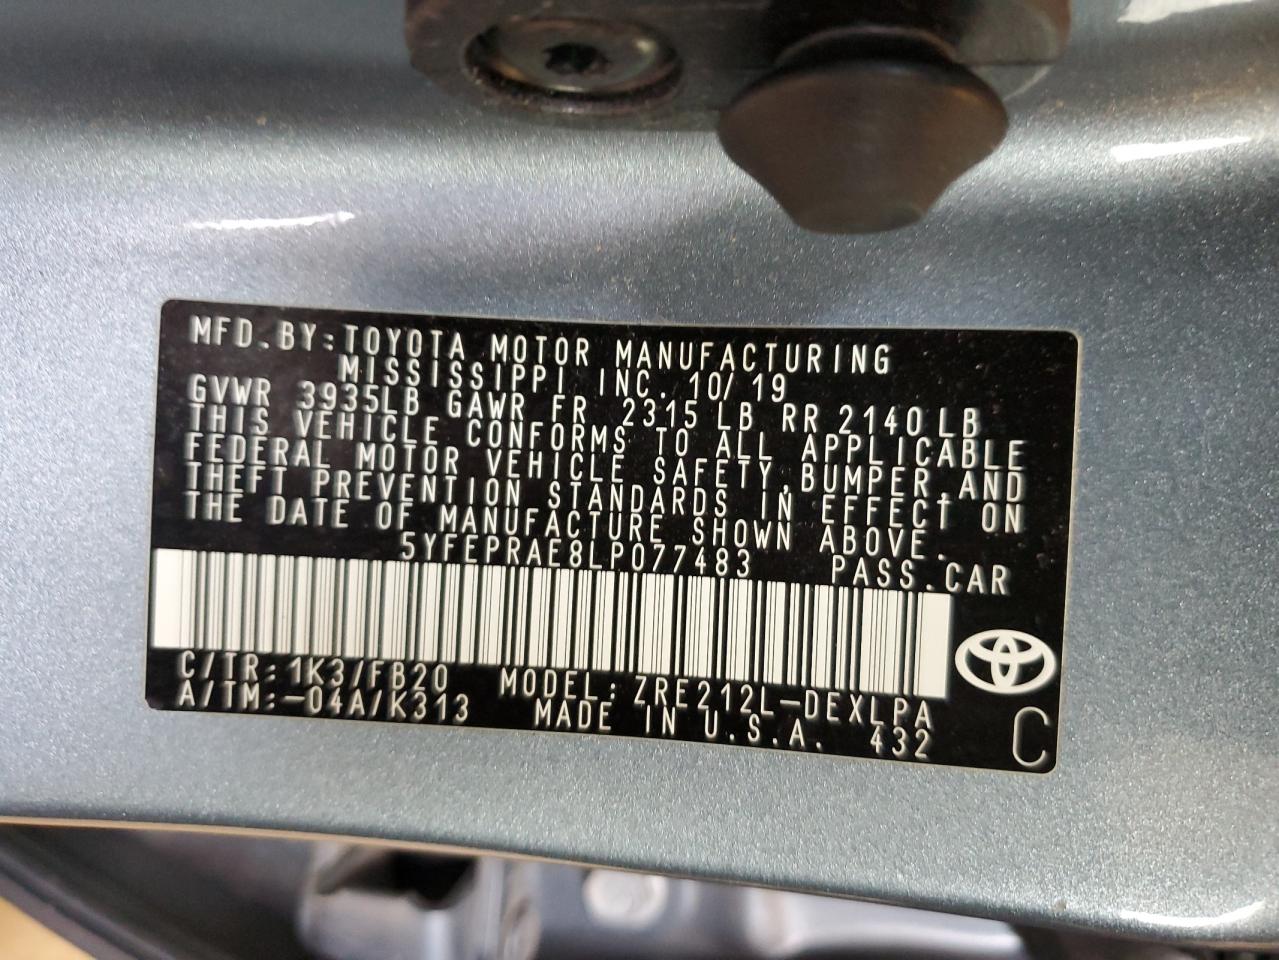 MFD.BY:TOYOTA MOTOR MANUFACTURING
MISSISSIPPI INC. 10/19
GVWR 3935LB GAWR FR 2315 LB RR 2140 LB
THIS VEHICLE CONFORMS TO ALL APPLICABLE
FEDERAL MOTOR VEHICLE SAFETY,BUMPER,AND
THEFT PREVENTION STANDARDS IN EFFECT ON
THE DATE OF MANUFACTURE SHOWN ABOVE.
5YFEPRAE8LP077483 PASS.CAR
C/TR:1K3/FB20 MODEL:ZRE212L-DEXLPA
A/TM:-04A/K313 MADE IN U.S.A. 432 C